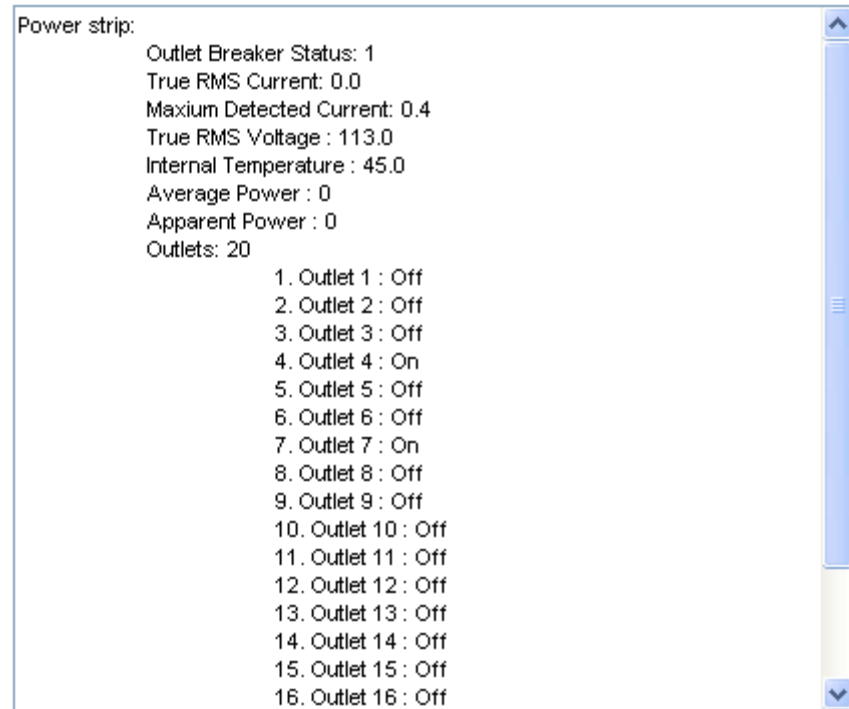 Power strip:
Outlet Breaker Status: 1
True RMS Current: 0.0
Maxium Detected Current: 0.4
True RMS Voltage : 113.0
Internal Temperature : 45.0
Average Power : 0
Apparent Power : 0
Outlets: 20
1. Outlet 1 : Off
2. Outlet 2 : Off
3. Outlet 3 : Off
4. Outlet 4 : On
5. Outlet 5 : Off
6. Outlet 6 : Off
7. Outlet 7 : On
8. Outlet 8 : Off
9. Outlet 9 : Off
10. Outlet 10 : Off
11. Outlet 11 : Off
12. Outlet 12 : Off
13. Outlet 13 : Off
14. Outlet 14 : Off
15. Outlet 15 : Off
16. Outlet 16 : Off